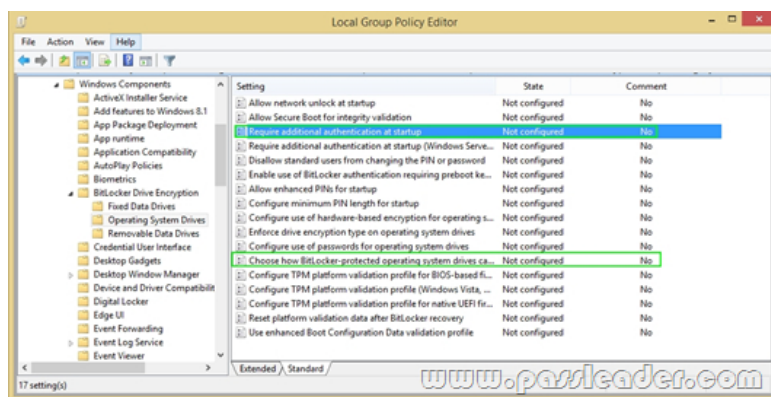 Local Group Policy Editor
File Action View Help
Windows Components
ActiveX Installer Service
Add features to Windows 8.1
App Package Deployment
App runtime
Application Compatibility
AutoPlay Policies
Biometrics
BitLocker Drive Encryption
Fixed Data Drives
Operating System Drives
Removable Data Drives
Credential User Interface
Desktop Gadgets
Desktop Window Manager
Device and Driver Compatibilit
Digital Locker
Edge UI
Event Forwarding
Event Log Service
Event Viewer
Setting State Comment
Allow network unlock at startup Not configured No
Allow Secure Boot for integrity validation Not configured No
Require additional authentication at startup Not configured No
Require additional authentication at startup (Windows Serve... Not configured No
Disallow standard users from changing the PIN or password Not configured No
Enable use of BitLocker authentication requiring preboot ke... Not configured No
Allow enhanced PINs for startup Not configured No
Configure minimum PIN length for startup Not configured No
Configure use of hardware-based encryption for operating s... Not configured No
Enforce drive encryption type on operating system drives Not configured No
Configure use of passwords for operating system drives Not configured No
Choose how BitLocker-protected operating system drives ca... Not configured No
Configure TPM platform validation profile for BIOS-based fi... Not configured No
Configure TPM platform validation profile (Windows Vista, ... Not configured No
Configure TPM platform validation profile for native UEFI fir... Not configured No
Reset platform validation data after BitLocker recovery Not configured No
Use enhanced Boot Configuration Data validation profile Not configured No
Extended Standard
17 setting(s)
www.passleader.com